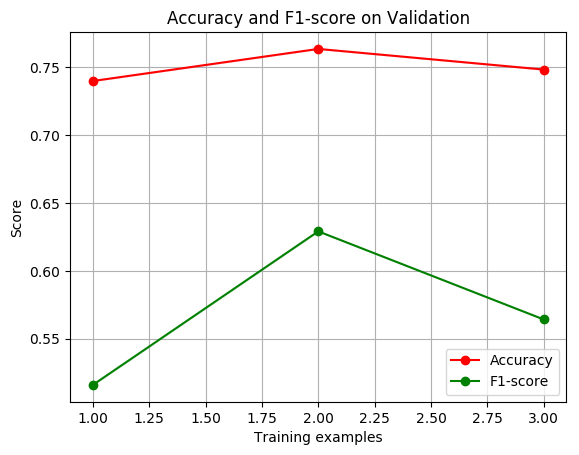 Accuracy and F1-score on Validation
Score
0.75
0.70
0.65
0.60
0.55
Accuracy
F1-score
1.00 1.25 1.50 1.75 2.00 2.25 2.50 2.75 3.00
Training examples